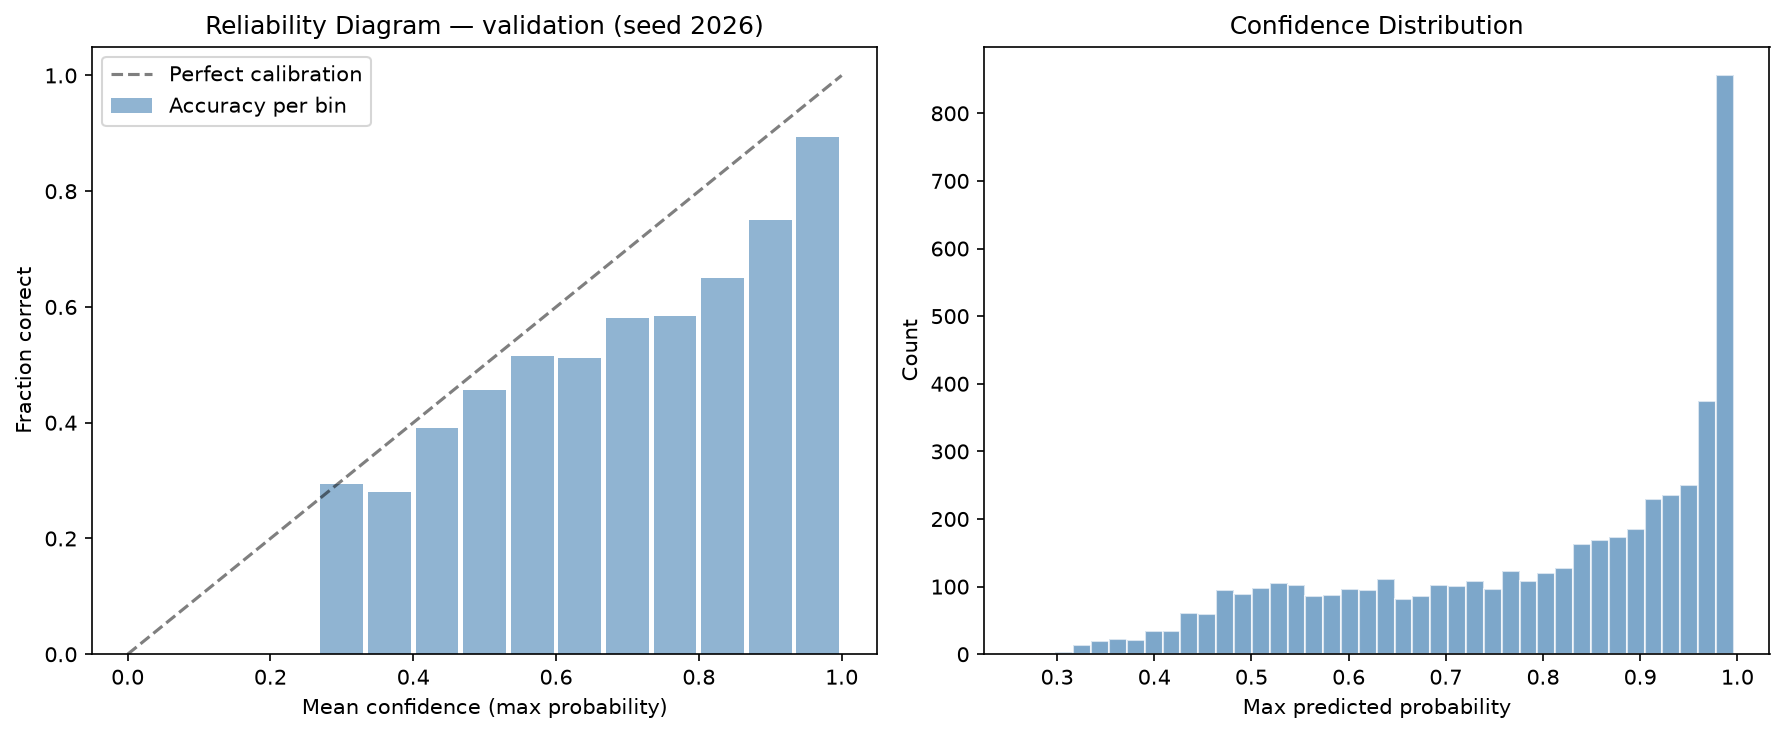 Reliability Diagram — validation (seed 2026)
Perfect calibration
Accuracy per bin
1.0
0.8
0.6
0.4
0.2
0.0
Fraction correct
0.0 0.2 0.4 0.6 0.8 1.0
Mean confidence (max probability)
Confidence Distribution
800
700
600
500
400
300
200
100
0
Count
0.3 0.4 0.5 0.6 0.7 0.8 0.9 1.0
Max predicted probability